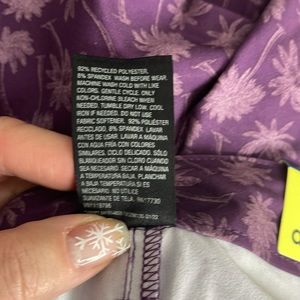 92% RECYCLED POLYESTER,
8% SPANDEX WASH BEFORE WEAR.
MACHINE WASH COLD WITH LIKE
COLORS. GENTLE CYCLE. ONLY
NON-CHLORINE BLEACH WHEN
NEEDED. TUMBLE DRY LOW. COOL
IRON IF NEEDED. DO NOT USE
FABRIC SOFTENER. 92% POLIÉSTER
RECICLADO, 8% SPANDEX. LAVAR
ANTES DE USAR. LAVAR A MÁQUINA
CON AGUA FRÍA CON COLORES
SIMILARES. CICLO DELICADO. SÓLO
BLANQUEADOR SIN CLORO CUANDO
SEA NECESARIO. SECAR A MÁQUINA
A TEMPERATURA BAJA. PLANCHAR
A BAJA TEMPERATURA SI ES
NECESARIO. NO UTILICE
SUAVIZANTE DE TELA.